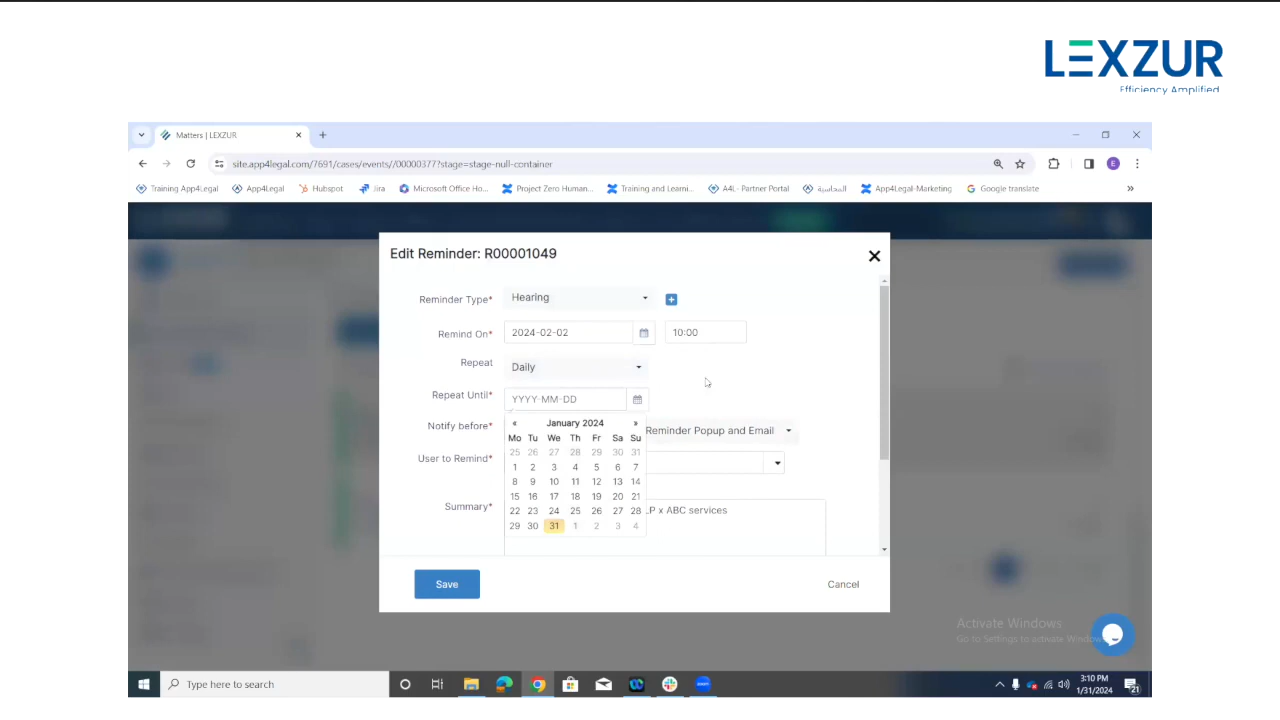 LEXZUR
Efficiency Amplified
Matters | LEXZUR
site.app4legal.com/7691/cases/events//00000377?stage=stage-null-container
Training App4Legal App4Legal Hubspot Jira Microsoft Office Ho... Project Zero Human... Training and Learni... A4L - Partner Portal المحاسبة App4Legal-Marketing Google translate »
Edit Reminder: R00001049
Reminder Type* Hearing
Remind On* 2024-02-02 10:00
Repeat Daily
Repeat Until* YYYY-MM-DD
« January 2024 »
Notify before* Reminder Popup and Email
Mo Tu We Th Fr Sa Su
25 26 27 28 29 30 31
User to Remind*
1 2 3 4 5 6 7
8 9 10 11 12 13 14
15 16 17 18 19 20 21
Summary* LP x ABC services
22 23 24 25 26 27 28
29 30 31 1 2 3 4
Save Cancel
Activate Windows
Go to Settings to activate Windows
Type here to search
3:10 PM
1/31/2024
21